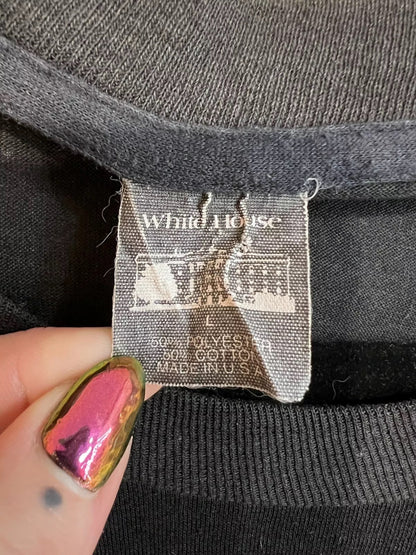 White House
L
50% POLYESTER
50% COTTON
MADE IN U.S.A.